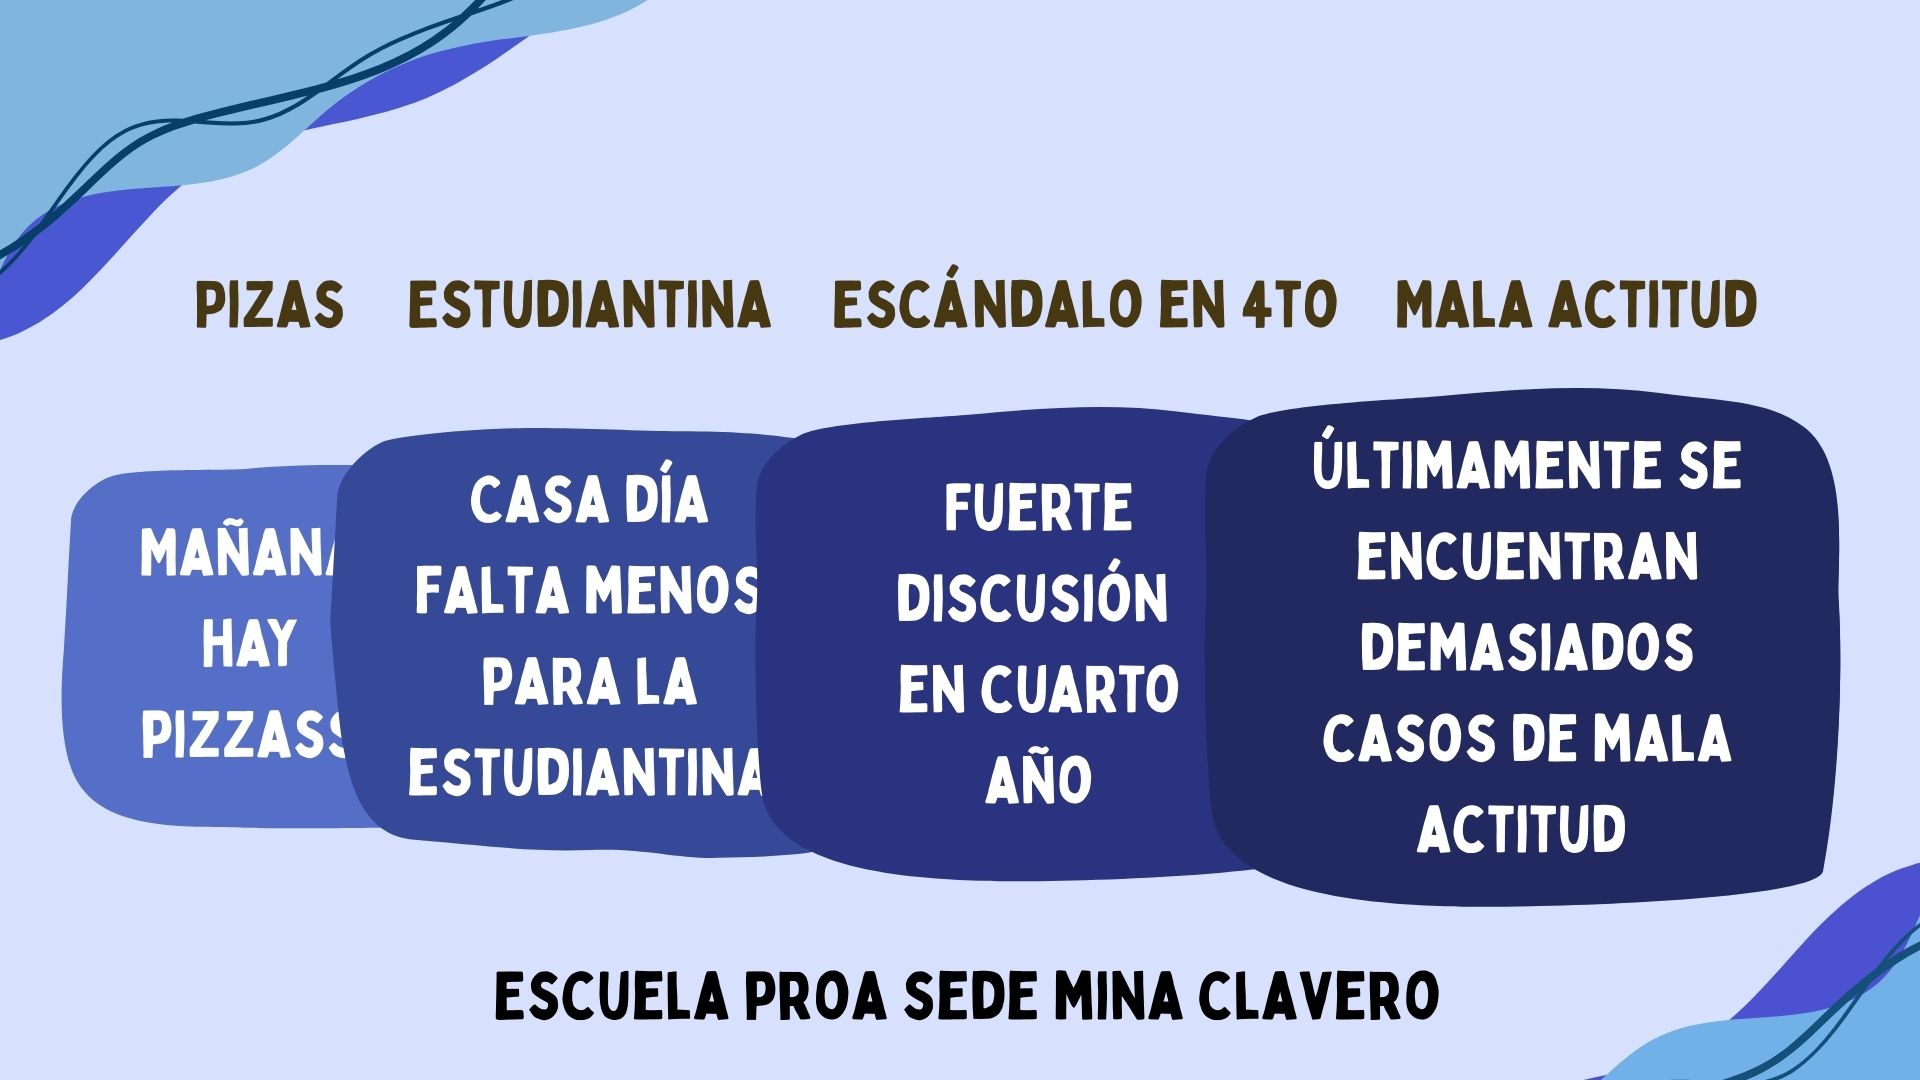 PIZAS
ESTUDIANTINA
ESCÁNDALO EN 4TO
MALA ACTITUD
MAÑANA
HAY
PIZZASS
CASA DÍA
FALTA MENOS
PARA LA
ESTUDIANTINA
FUERTE
DISCUSIÓN
EN CUARTO
AÑO
ÚLTIMAMENTE SE
ENCUENTRAN
DEMASIADOS
CASOS DE MALA
ACTITUD
ESCUELA PROA SEDE MINA CLAVERO